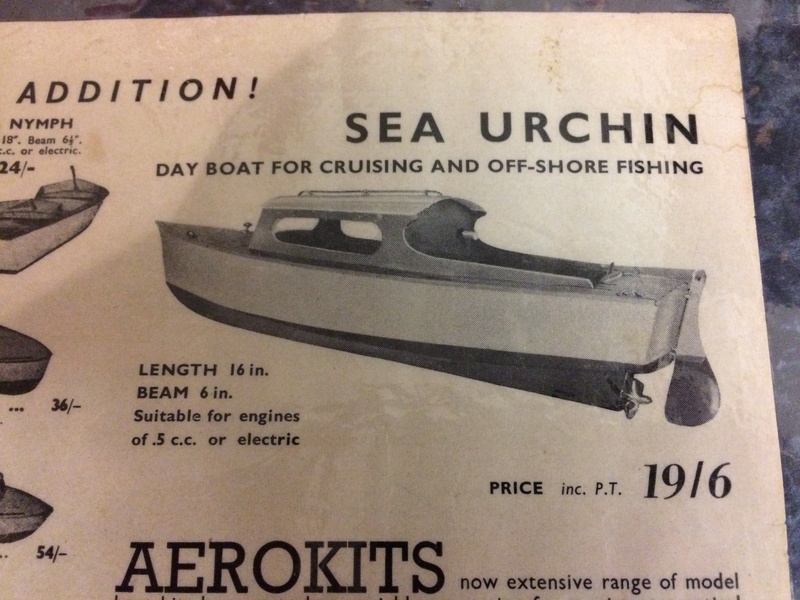 ADDITION!
NYMPH
18". Beam 6½".
c.c. or electric.
24/-
SEA URCHIN
DAY BOAT FOR CRUISING AND OFF-SHORE FISHING
LENGTH 16 in.
BEAM 6 in.
Suitable for engines
of .5 c.c. or electric
... 36/-
54/-
PRICE inc. P.T. 19/6
AEROKITS now extensive range of model